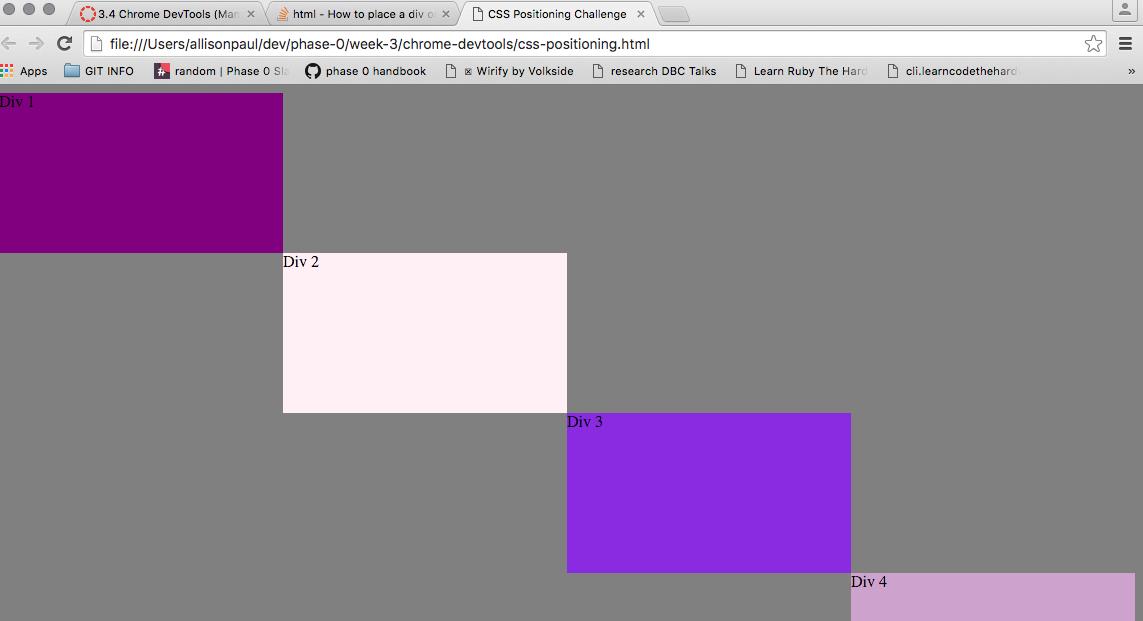 3.4 Chrome DevTools (Man
html - How to place a div o
CSS Positioning Challenge
file:///Users/allisonpaul/dev/phase-0/week-3/chrome-devtools/css-positioning.html
Apps GIT INFO random | Phase 0 Sla phase 0 handbook Wirify by Volkside research DBC Talks Learn Ruby The Hard cli.learncodethehard »
Div 1
Div 2
Div 3
Div 4